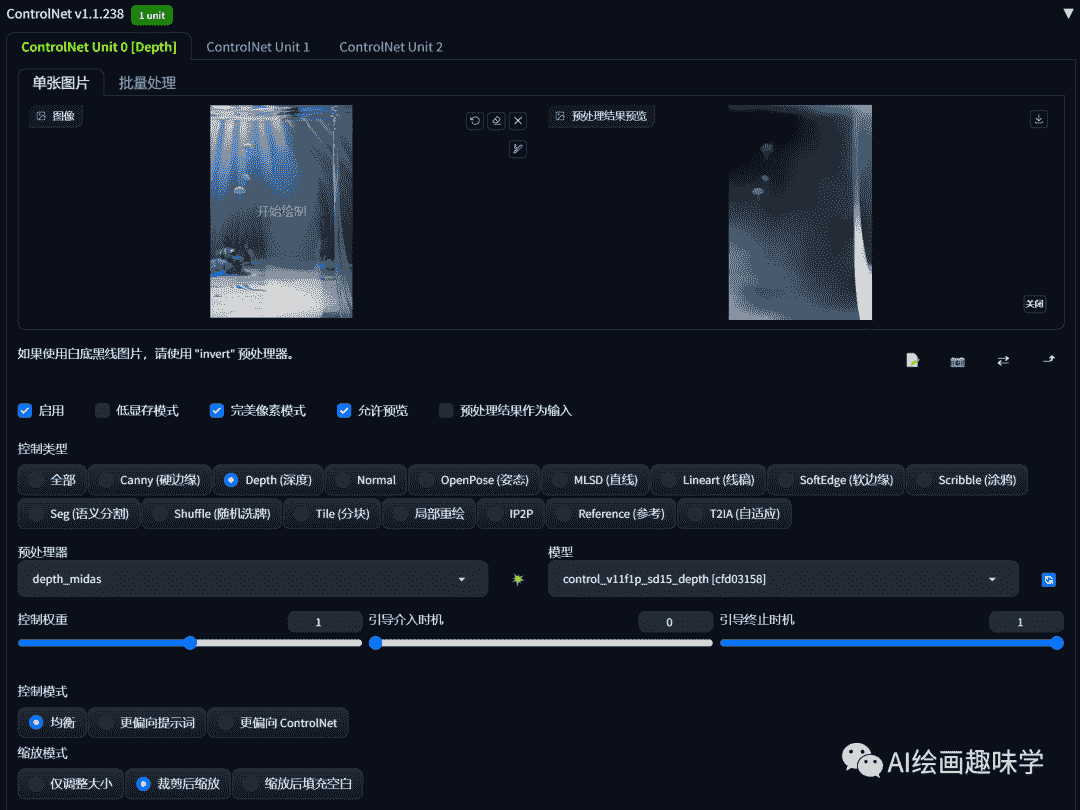 ControlNet v1.1.238 1 unit
ControlNet Unit 0 [Depth] ControlNet Unit 1 ControlNet Unit 2
单张图片 批量处理
图像 预处理结果预览
开始绘制
关闭
如果使用白底黑线图片，请使用 "invert" 预处理器。
启用 低显存模式 完美像素模式 允许预览 预处理结果作为输入
控制类型
全部 Canny (硬边缘) Depth (深度) Normal OpenPose (姿态) MLSD (直线) Lineart (线稿) SoftEdge (软边缘) Scribble (涂鸦)
Seg (语义分割) Shuffle (随机洗牌) Tile (分块) 局部重绘 IP2P Reference (参考) T2IA (自适应)
预处理器 模型
depth_midas control_v11f1p_sd15_depth [cfd03158]
控制权重 1 引导介入时机 0 引导终止时机 1
控制模式
均衡 更偏向提示词 更偏向 ControlNet
缩放模式
仅调整大小 裁剪后缩放 缩放后填充空白
AI绘画趣味学